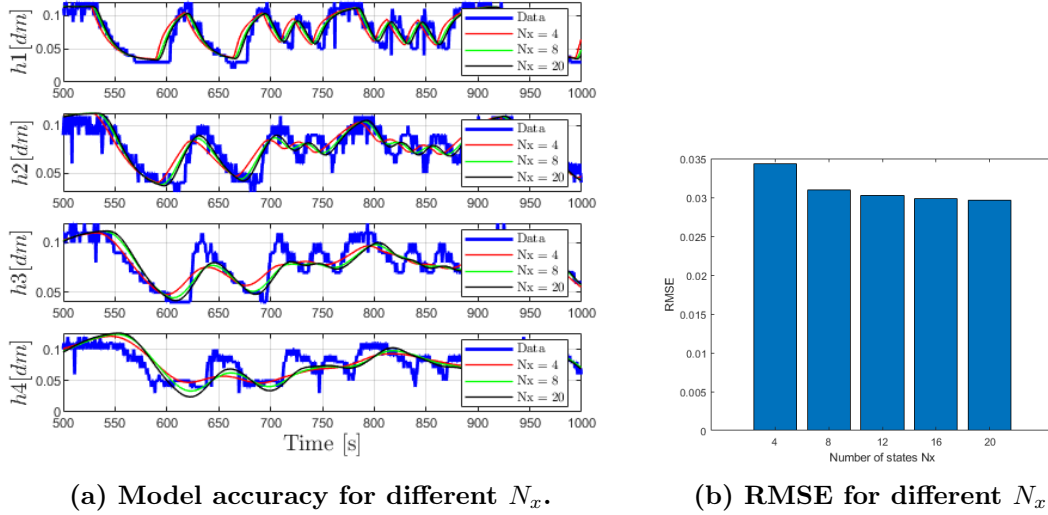 0.1
0.05
0
h1[dm]
Data
Nx = 4
Nx = 8
Nx = 20
500 550 600 650 700 750 800 850 900 950 1000
0.1
0.05
h2[dm]
Data
Nx = 4
Nx = 8
Nx = 20
500 550 600 650 700 750 800 850 900 950 1000
0.1
0.05
h3[dm]
Data
Nx = 4
Nx = 8
Nx = 20
500 550 600 650 700 750 800 850 900 950 1000
0.1
0.05
0
h4[dm]
Data
Nx = 4
Nx = 8
Nx = 20
500 550 600 650 700 750 800 850 900 950 1000
Time [s]
(a) Model accuracy for different Nₓ.
0.035
0.03
0.025
0.02
0.015
0.01
0.005
0
RMSE
4 8 12 16 20
Number of states Nx
(b) RMSE for different Nₓ